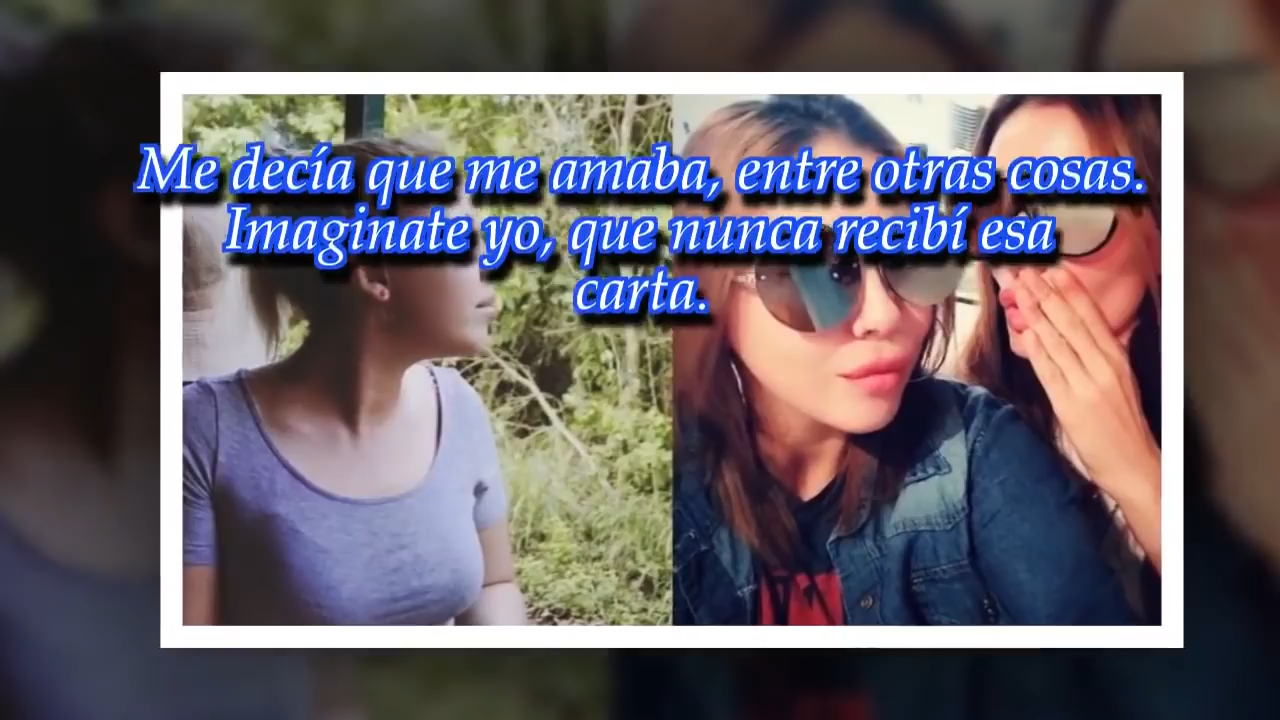 Me decía que me amaba, entre otras cosas.
Imaginate yo, que nunca recibí esa
carta.